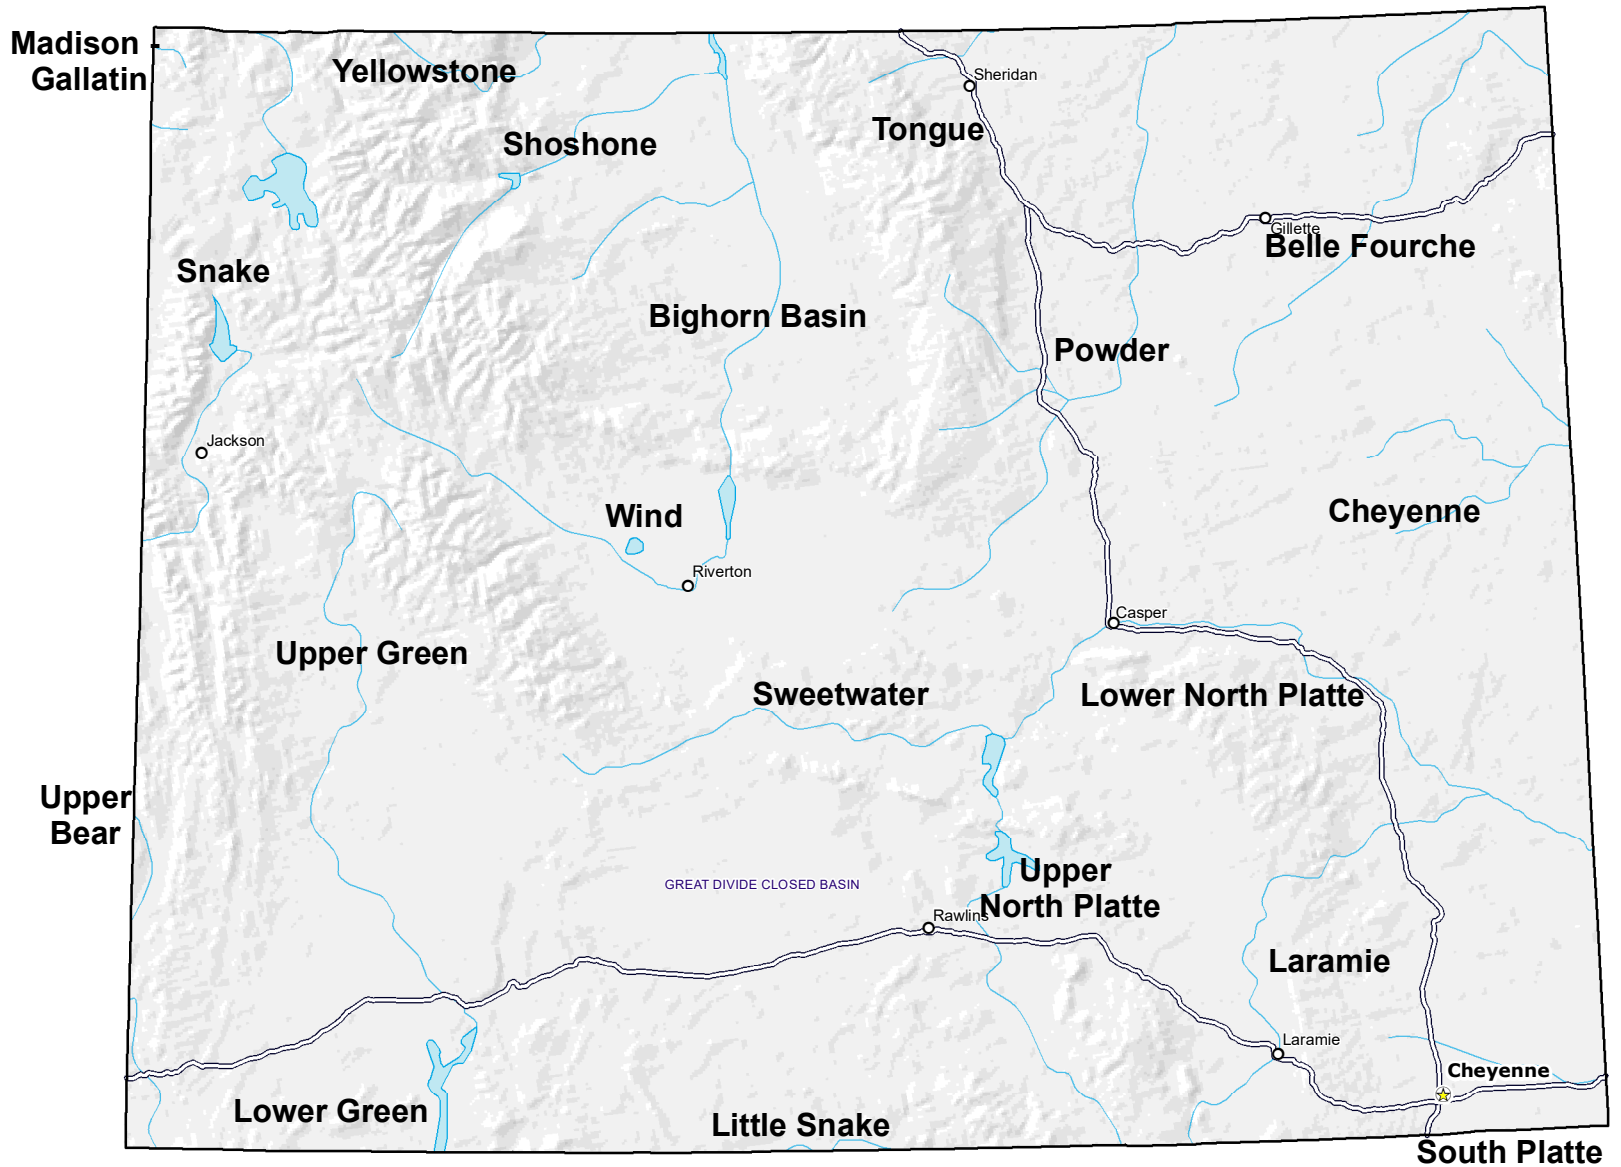 Madison
Gallatin
Yellowstone
Sheridan
Tongue
Shoshone
Gillette
Belle Fourche
Snake
Bighorn Basin
Powder
Jackson
Wind
Cheyenne
Riverton
Casper
Upper Green
Sweetwater
Lower North Platte
Upper
Bear
GREAT DIVIDE CLOSED BASIN
Upper
North Platte
Rawlins
Laramie
Laramie
Cheyenne
Lower Green
Little Snake
South Platte